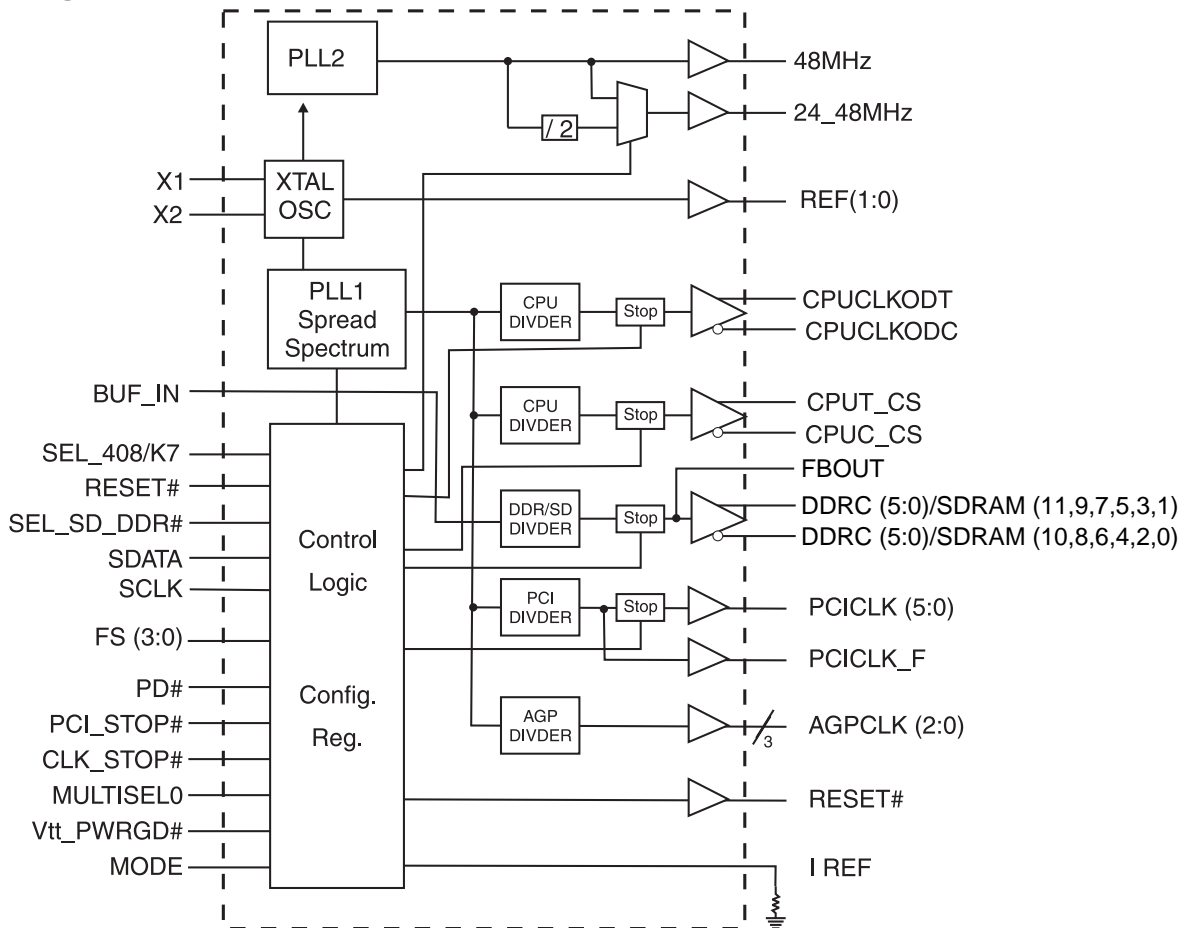 PLL2
48MHz
/ 2
24_48MHz
X1
X2
XTAL
OSC
REF(1:0)
PLL1
Spread
Spectrum
CPU
DIVDER
Stop
CPUCLKODT
CPUCLKODC
BUF_IN
CPU
DIVDER
Stop
CPUT_CS
CPUC_CS
SEL_408/K7
RESET#
SEL_SD_DDR#
SDATA
SCLK
FS (3:0)
PD#
PCI_STOP#
CLK_STOP#
MULTISEL0
Vtt_PWRGD#
MODE
Control
Logic
Config.
Reg.
FBOUT
DDR/SD
DIVDER
Stop
DDRC (5:0)/SDRAM (11,9,7,5,3,1)
DDRC (5:0)/SDRAM (10,8,6,4,2,0)
PCI
DIVDER
Stop
PCICLK (5:0)
PCICLK_F
AGP
DIVDER
3
AGPCLK (2:0)
RESET#
I REF